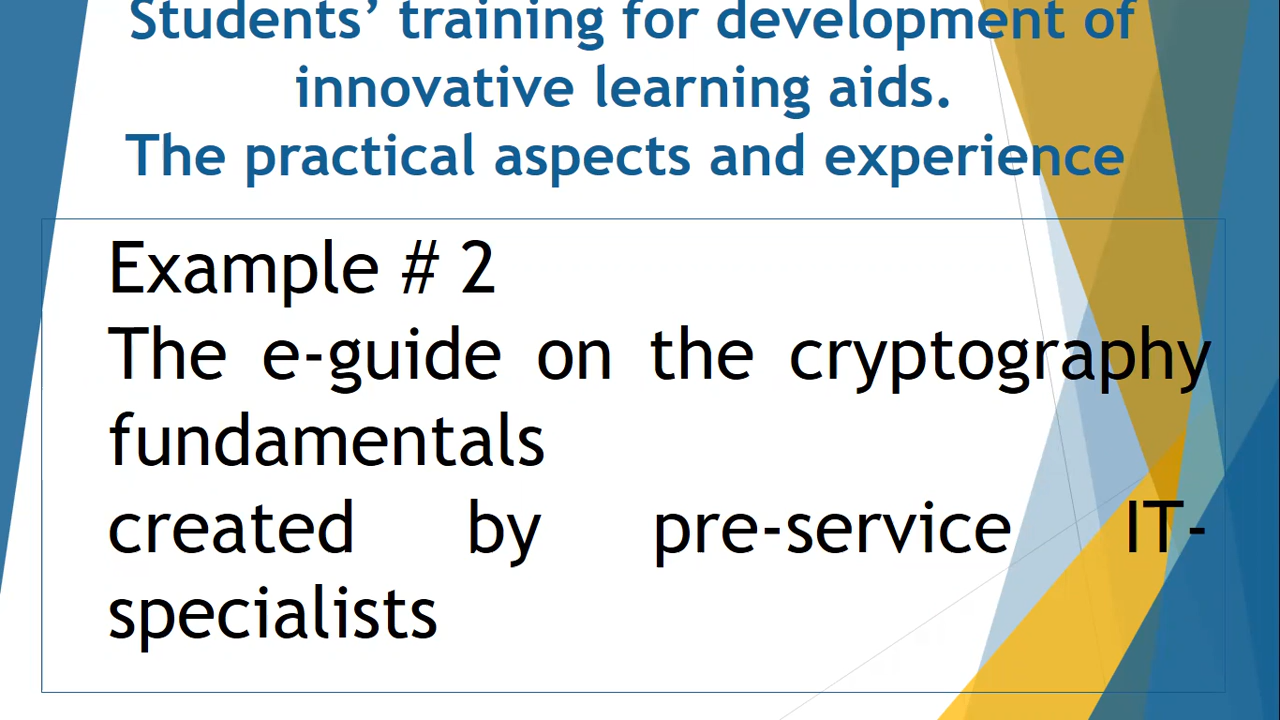 Students’ training for development of
innovative learning aids.
The practical aspects and experience
Example # 2
The e-guide on the cryptography
fundamentals
created by pre-service IT-
specialists